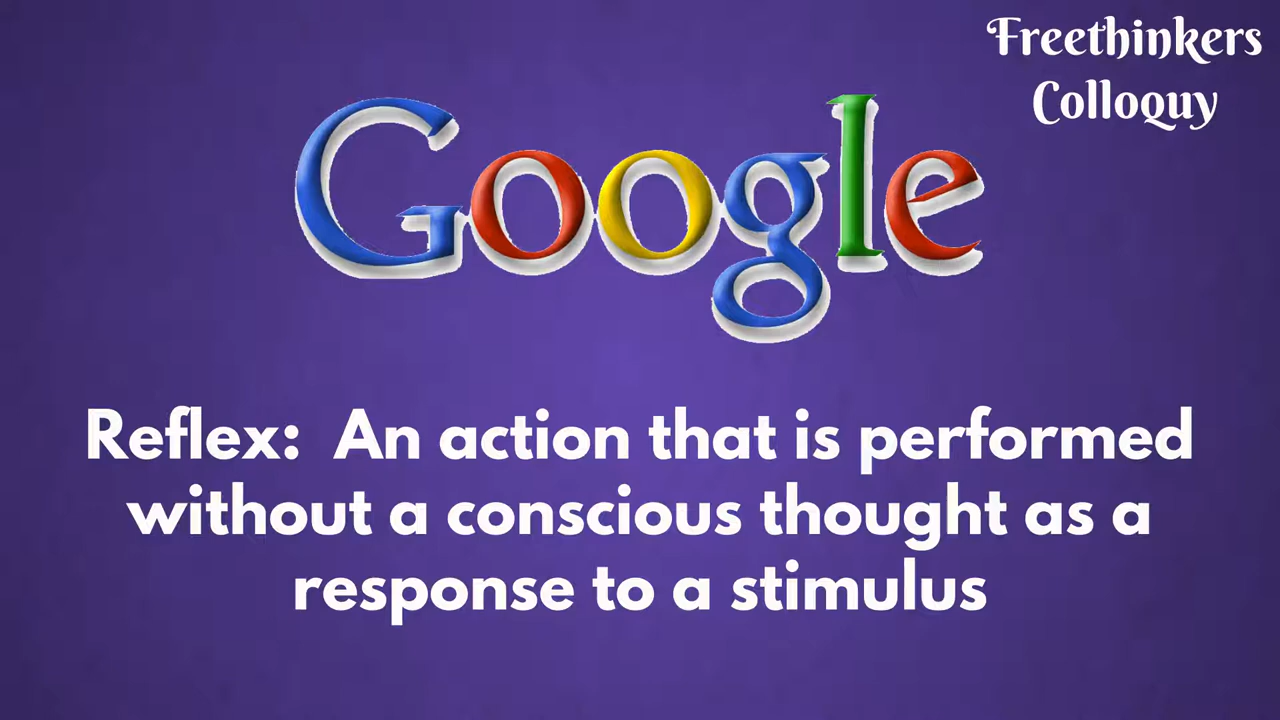 Freethinkers
Colloquy
Google
Reflex: An action that is performed
without a conscious thought as a
response to a stimulus